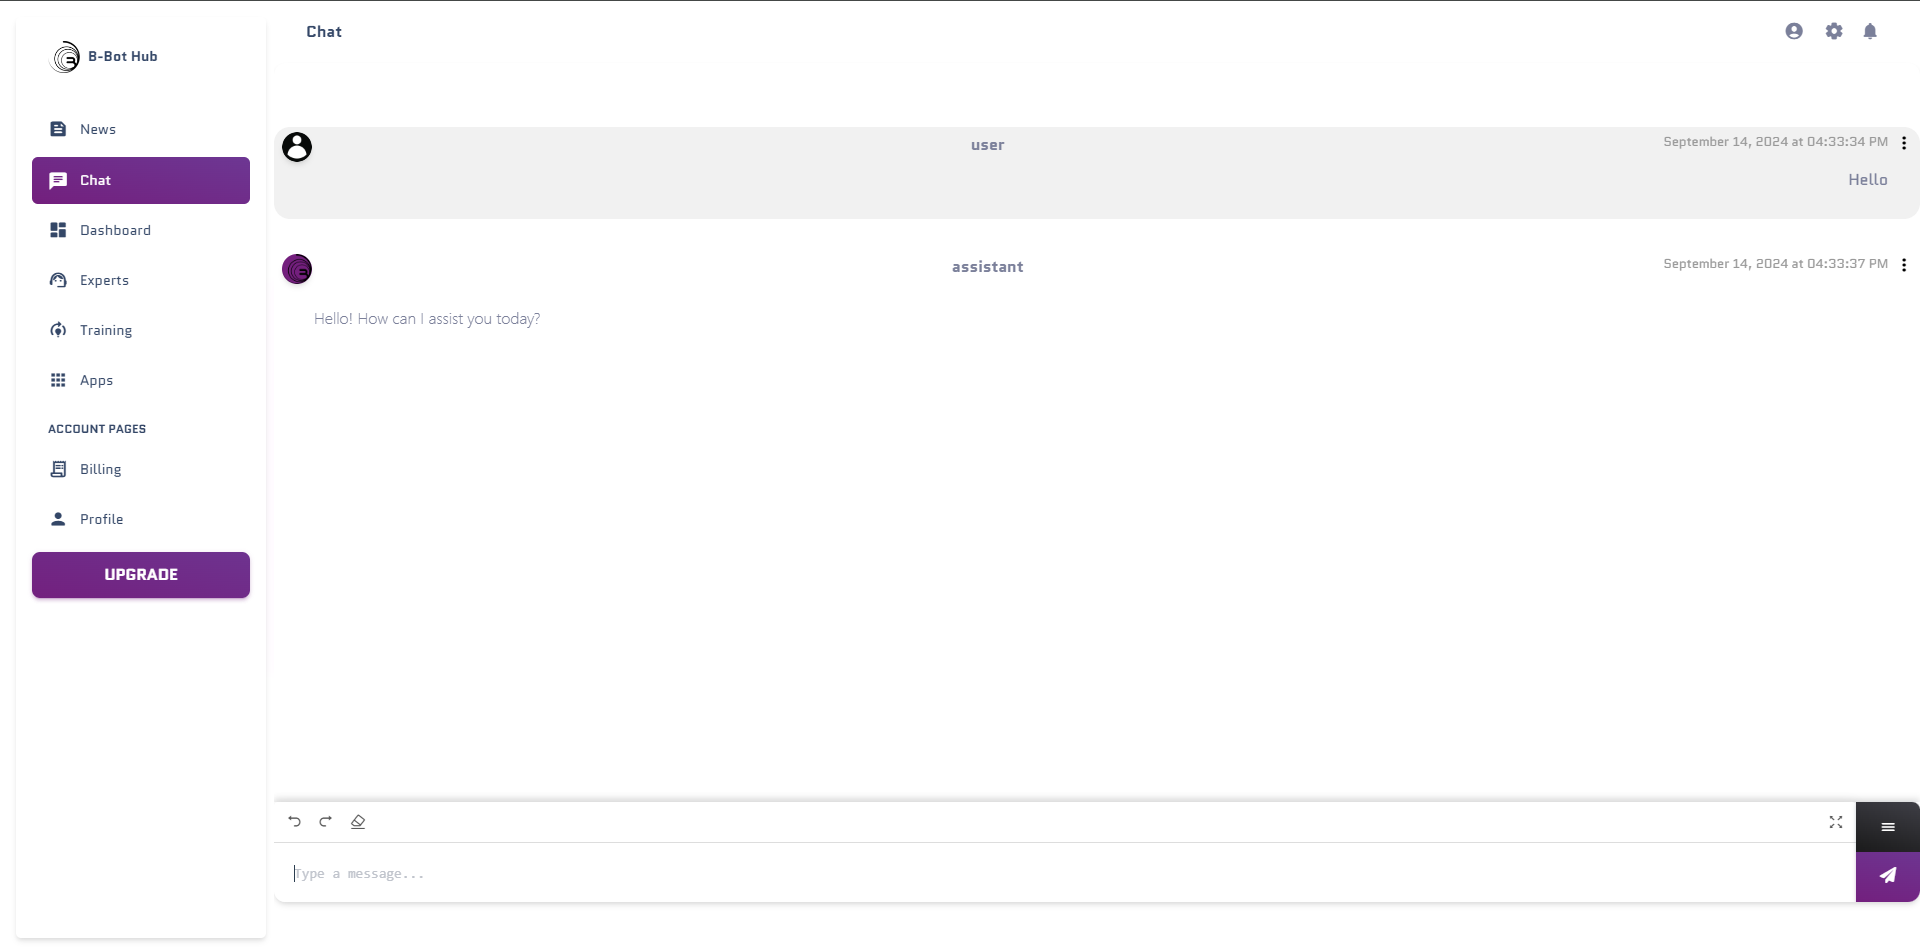 B-Bot Hub
News
Chat
Dashboard
Experts
Training
Apps
ACCOUNT PAGES
Billing
Profile
UPGRADE
Chat
user
September 14, 2024 at 04:33:34 PM
Hello
assistant
September 14, 2024 at 04:33:37 PM
Hello! How can I assist you today?
Type a message...